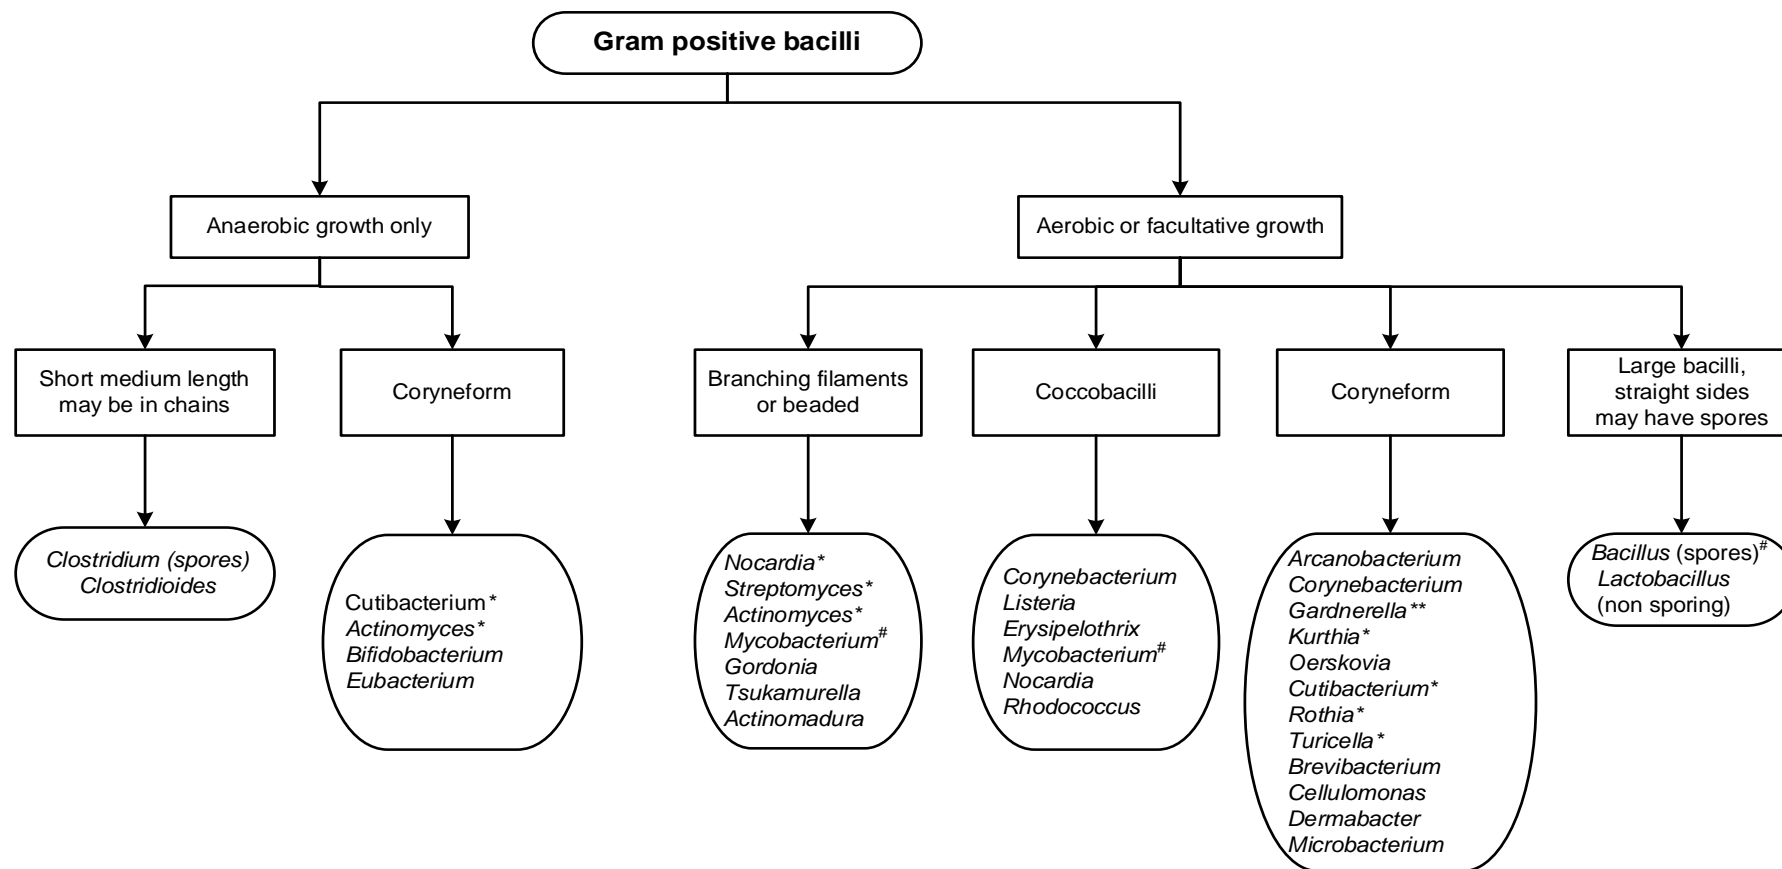 Gram positive bacilli
Anaerobic growth only
Aerobic or facultative growth
Short medium length
may be in chains
Coryneform
Branching filaments
or beaded
Coccobacilli
Coryneform
Large bacilli,
straight sides
may have spores
Clostridium (spores)
Clostridioides
Cutibacterium*
Actinomyces*
Bifidobacterium
Eubacterium
Nocardia*
Streptomyces*
Actinomyces*
Mycobacterium#
Gordonia
Tsukamurella
Actinomadura
Corynebacterium
Listeria
Erysipelothrix
Mycobacterium#
Nocardia
Rhodococcus
Arcanobacterium
Corynebacterium
Gardnerella**
Kurthia*
Oerskovia
Cutibacterium*
Rothia*
Turicella*
Brevibacterium
Cellulomonas
Dermabacter
Microbacterium
Bacillus (spores)#
Lactobacillus
(non sporing)